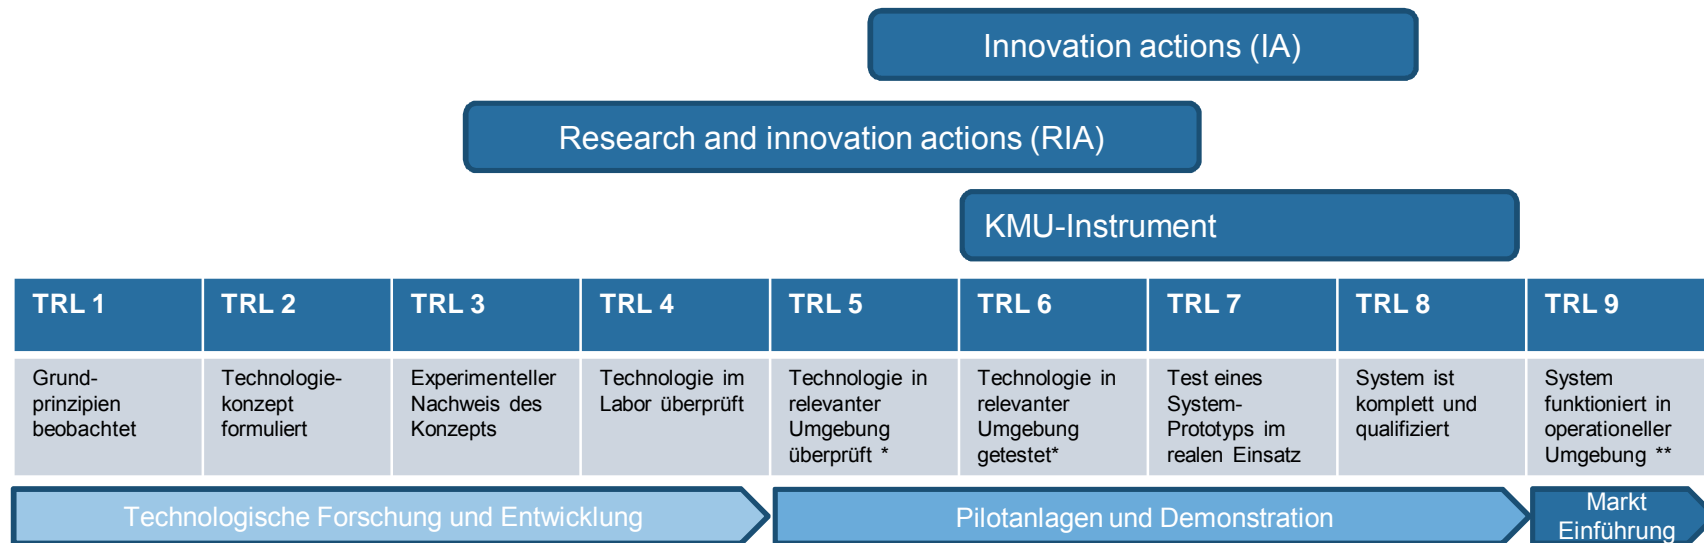 Innovation actions (IA)
Research and innovation actions (RIA)
KMU-Instrument
TRL 1
TRL 2
TRL 3
TRL 4
TRL 5
TRL 6
TRL 7
TRL 8
TRL 9
Grund-
prinzipien
beobachtet
Technologie-
konzept
formuliert
Experimenteller
Nachweis des
Konzepts
Technologie im
Labor überprüft
Technologie in
relevanter
Umgebung
überprüft *
Technologie in
relevanter
Umgebung
getestet*
Test eines
System-
Prototyps im
realen Einsatz
System ist
komplett und
qualifiziert
System
funktioniert in
operationeller
Umgebung **
Technologische Forschung und Entwicklung
Pilotanlagen und Demonstration
Markt
Einführung